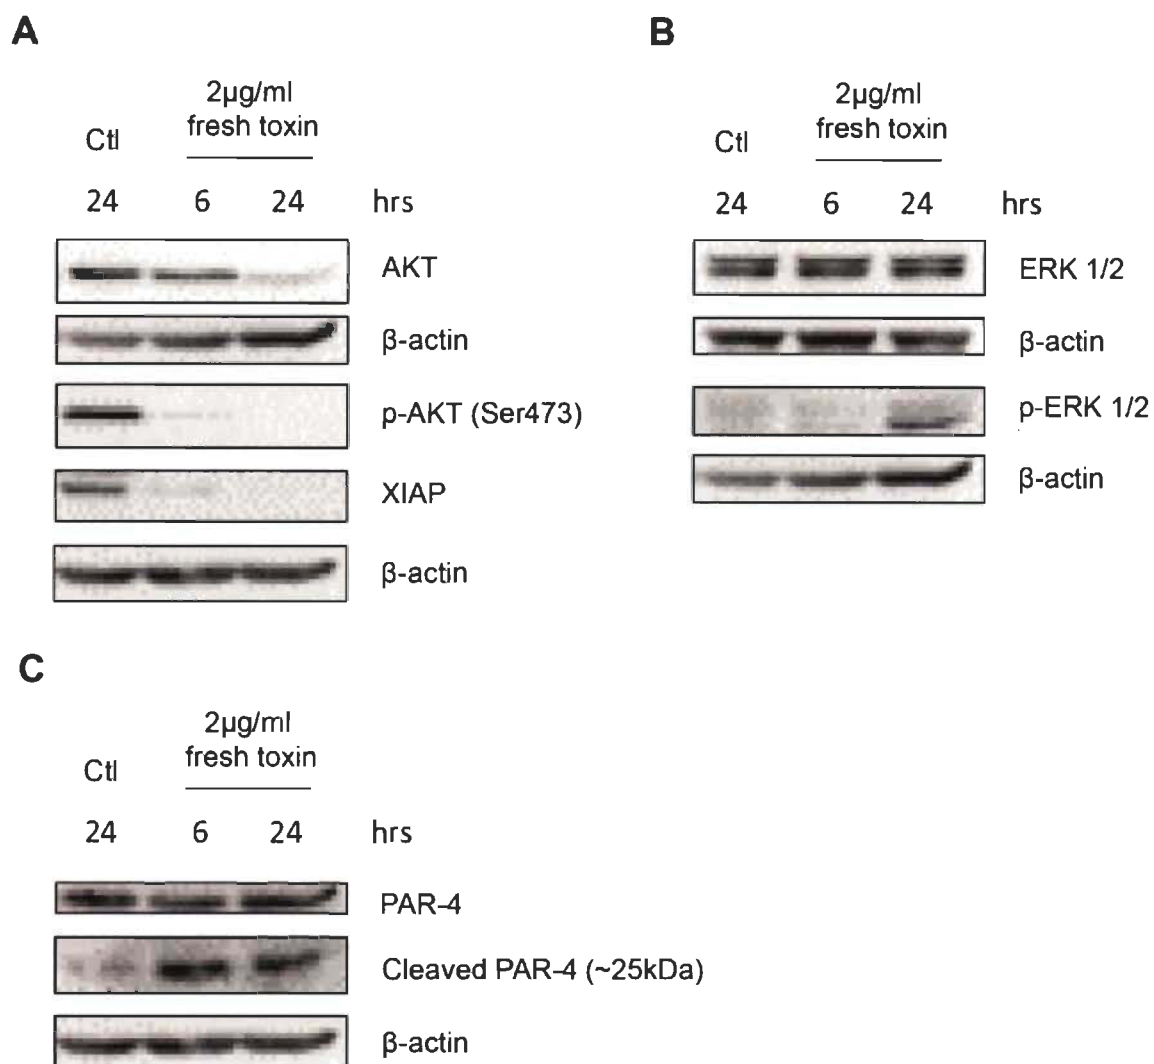 A
2µg/ml
fresh toxin
Ctl
24 6 24 hrs
AKT
β-actin
p-AKT (Ser473)
XIAP
β-actin
B
2µg/ml
fresh toxin
Ctl
24 6 24 hrs
ERK 1/2
β-actin
p-ERK 1/2
β-actin
C
2µg/ml
fresh toxin
Ctl
24 6 24 hrs
PAR-4
Cleaved PAR-4 (~25kDa)
β-actin